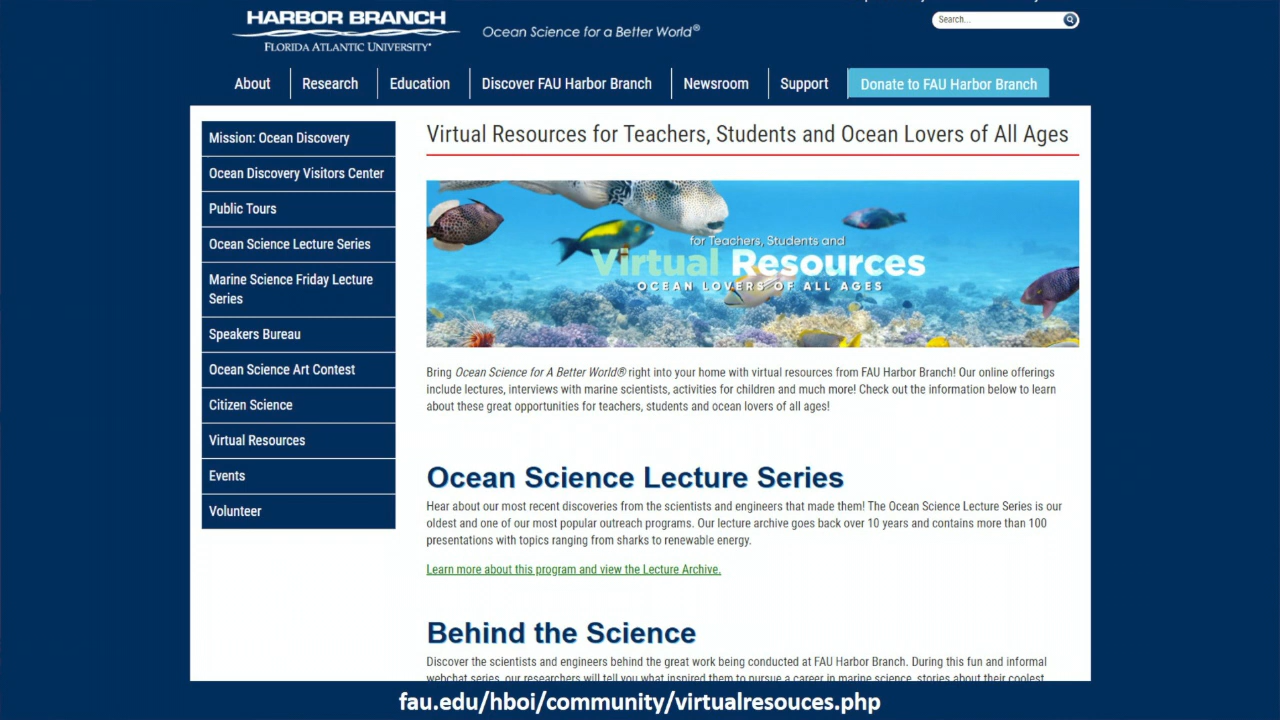 HARBOR BRANCH
FLORIDA ATLANTIC UNIVERSITY®
Ocean Science for a Better World®
Search...
About
Research
Education
Discover FAU Harbor Branch
Newsroom
Support
Donate to FAU Harbor Branch
Mission: Ocean Discovery
Ocean Discovery Visitors Center
Public Tours
Ocean Science Lecture Series
Marine Science Friday Lecture
Series
Speakers Bureau
Ocean Science Art Contest
Citizen Science
Virtual Resources
Events
Volunteer
Virtual Resources for Teachers, Students and Ocean Lovers of All Ages
for Teachers, Students and
Virtual Resources
OCEAN LOVERS OF ALL AGES
Bring Ocean Science for A Better World® right into your home with virtual resources from FAU Harbor Branch! Our online offerings
include lectures, interviews with marine scientists, activities for children and much more! Check out the information below to learn
about these great opportunities for teachers, students and ocean lovers of all ages!
Ocean Science Lecture Series
Hear about our most recent discoveries from the scientists and engineers that made them! The Ocean Science Lecture Series is our
oldest and one of our most popular outreach programs. Our lecture archive goes back over 10 years and contains more than 100
presentations with topics ranging from sharks to renewable energy.
Learn more about this program and view the Lecture Archive.
Behind the Science
Discover the scientists and engineers behind the great work being conducted at FAU Harbor Branch. During this fun and informal
webchat series, our researchers will tell you what inspired them to pursue a career in marine science, stories about their coolest
fau.edu/hboi/community/virtualresouces.php